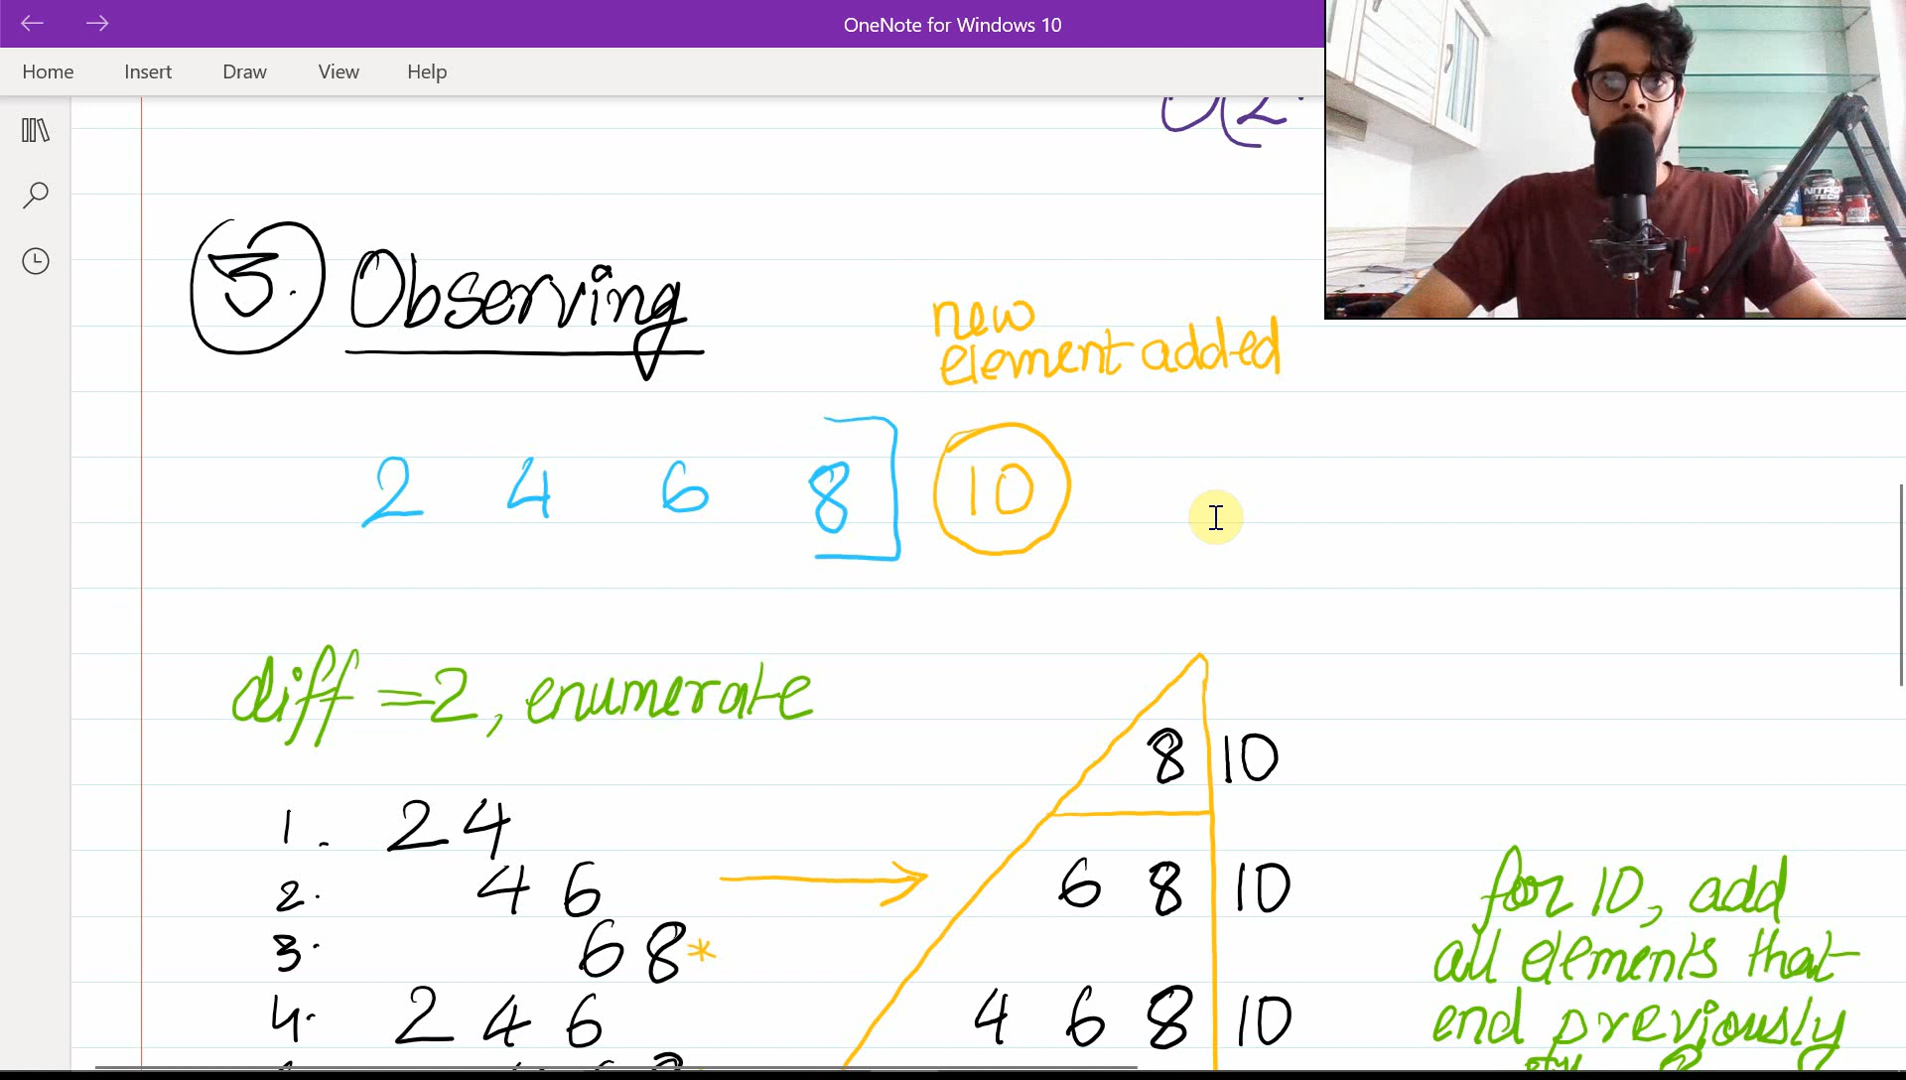 OneNote for Windows 10
Home Insert Draw View Help
3. Observing
new
element added
2 4 6 8 10
diff = 2, enumerate
8 10
1. 2 4
2. 4 6
6 8 10
3. 6 8 *
4. 2 4 6
4 6 8 10
for 10, add
all elements that
end previously
NITRO
TECH